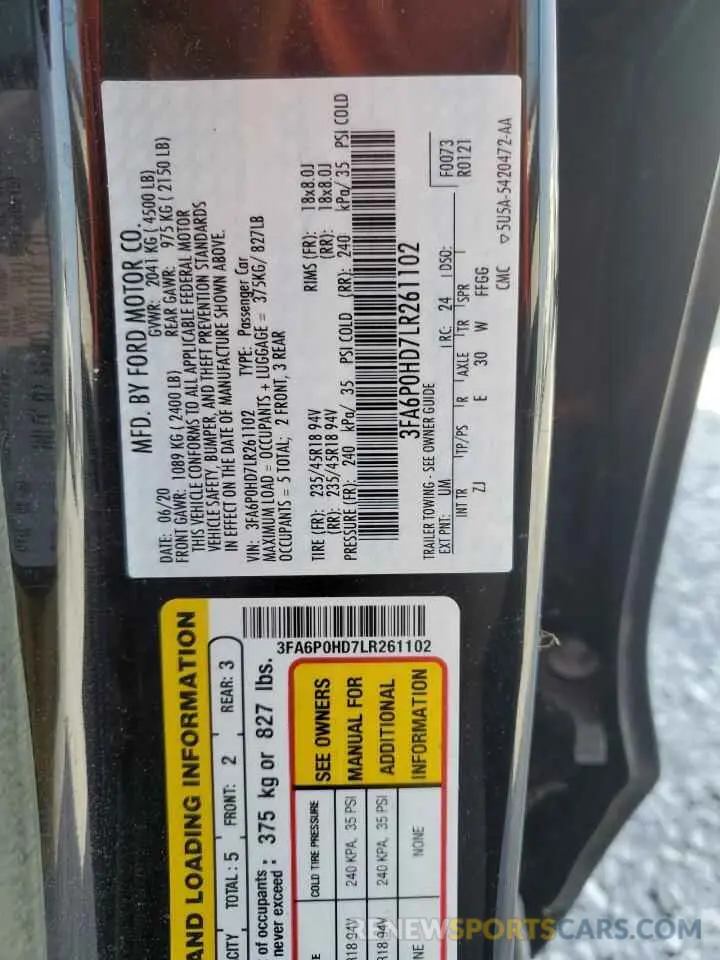 MFD. BY FORD MOTOR CO.
DATE: 06/20 GVWR: 2041 KG (4500 LB)
FRONT GAWR: 1089 KG (2400 LB) REAR GAWR: 975 KG (2150 LB)
THIS VEHICLE CONFORMS TO ALL APPLICABLE FEDERAL MOTOR
VEHICLE SAFETY, BUMPER, AND THEFT PREVENTION STANDARDS
IN EFFECT ON THE DATE OF MANUFACTURE SHOWN ABOVE.
VIN: 3FA6P0HD7LR261102 TYPE: Passenger Car
MAXIMUM LOAD = OCCUPANTS + LUGGAGE = 375KG/ 827LB
OCCUPANTS = 5 TOTAL; 2 FRONT, 3 REAR
TIRE (FR): 235/45R18 94V RIMS (FR): 18x8.0J
(RR): 235/45R18 94V (RR): 18x8.0J
PRESSURE (FR): 240 kPa/ 35 PSI COLD (RR): 240 kPa/ 35 PSI COLD
3FA6P0HD7LR261102
F0073
R0121
TRAILER TOWING - SEE OWNER GUIDE
EXT PNT: UM RC: 24 DSO:
INT TR TP/PS R AXLE TR SPR
ZJ E 30 W FFGG
CMC 5U5A-5420472-AA
3FA6P0HD7LR261102
AND LOADING INFORMATION
CITY TOTAL: 5 FRONT: 2 REAR: 3
of occupants
never exceed : 375 kg or 827 lbs.
COLD TIRE PRESSURE
240 KPA, 35 PSI
240 KPA, 35 PSI
NONE
SEE OWNERS
MANUAL FOR
ADDITIONAL
INFORMATION
R18 94V
R18 94V
NE
RENEWSPORTSCARS.COM